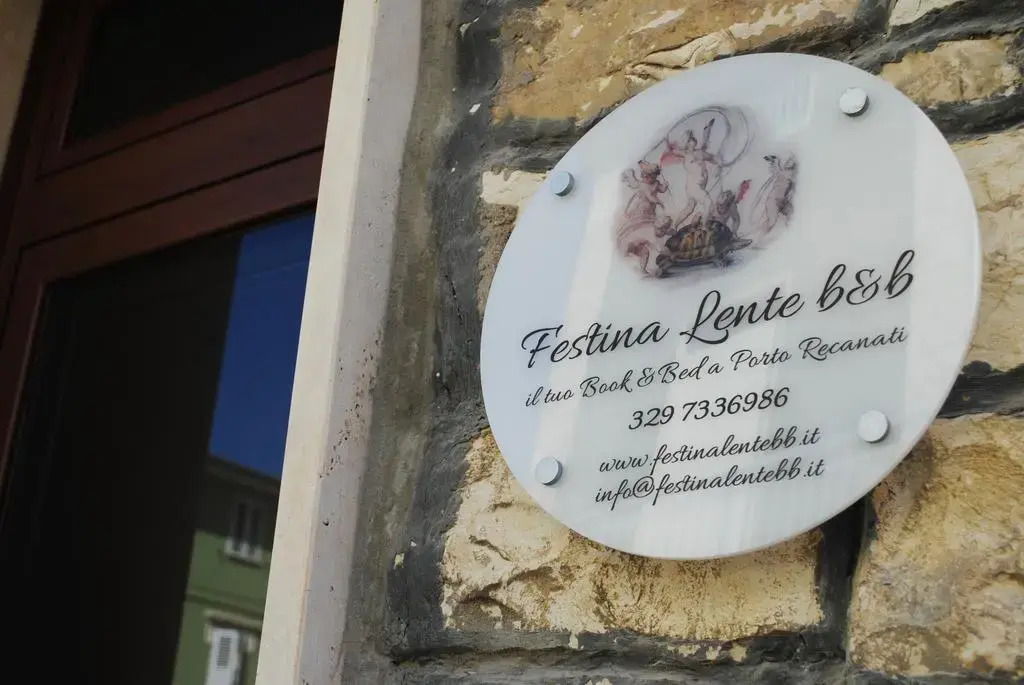 Festina Lente b&b
il tuo Book & Bed a Porto Recanati
329 7336986
www.festinalentebb.it
info@festinalentebb.it